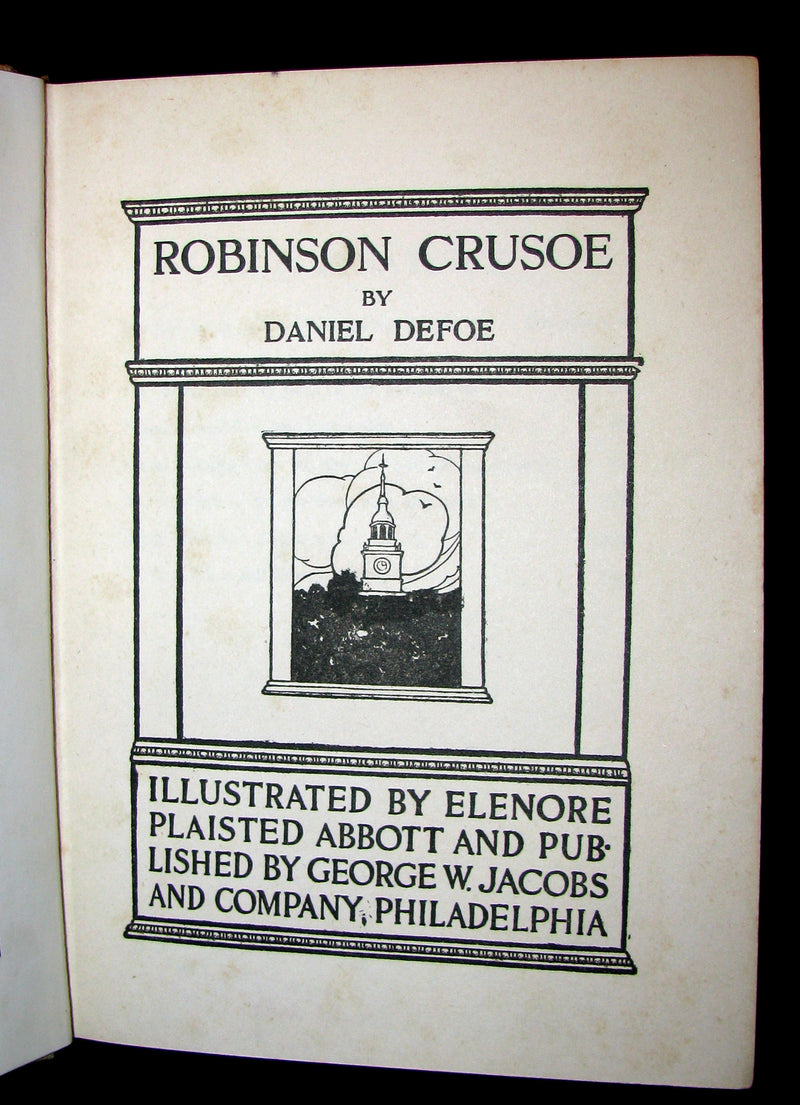 ROBINSON CRUSOE
BY
DANIEL DEFOE
ILLUSTRATED BY ELENORE
PLAISTED ABBOTT AND PUB-
LISHED BY GEORGE W. JACOBS
AND COMPANY, PHILADELPHIA